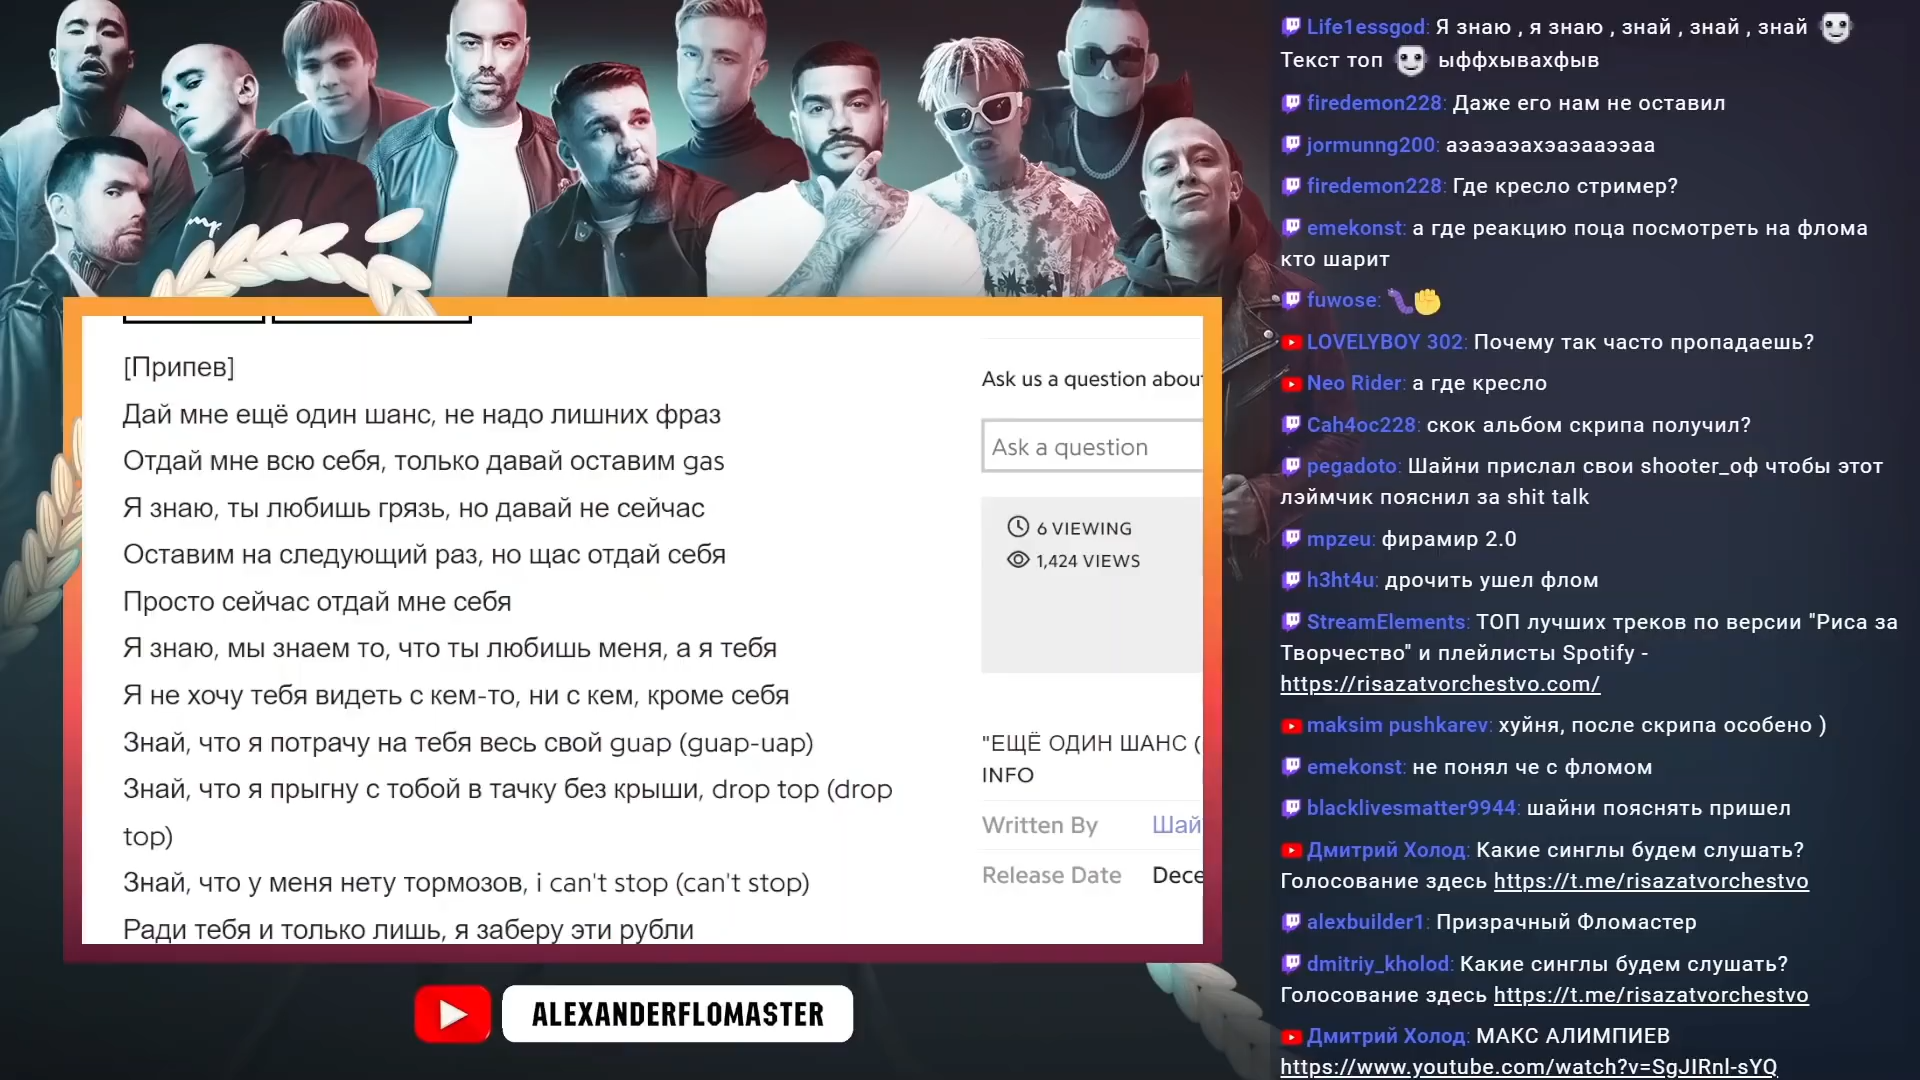 [Припев]
Дай мне ещё один шанс, не надо лишних фраз
Отдай мне всю себя, только давай оставим gas
Я знаю, ты любишь грязь, но давай не сейчас
Оставим на следующий раз, но щас отдай себя
Просто сейчас отдай мне себя
Я знаю, мы знаем то, что ты любишь меня, а я тебя
Я не хочу тебя видеть с кем-то, ни с кем, кроме себя
Знай, что я потрачу на тебя весь свой guap (guap-uap)
Знай, что я прыгну с тобой в тачку без крыши, drop top (drop
top)
Знай, что у меня нету тормозов, i can't stop (can't stop)
Ради тебя и только лишь, я заберу эти рубли
Ask us a question about
Ask a question
6 VIEWING
1,424 VIEWS
"ЕЩЁ ОДИН ШАНС (
INFO
Written By Шай
Release Date Dece
ALEXANDERFLOMASTER
Life1essgod: Я знаю , я знаю , знай , знай , знай
Текст топ ыффхывахфыв
firedemon228: Даже его нам не оставил
jormunng200: аэаэаэахэаэааээаа
firedemon228: Где кресло стример?
emekonst: а где реакцию поца посмотреть на флома
кто шарит
fuwose:
LOVELYBOY 302: Почему так часто пропадаешь?
Neo Rider: а где кресло
Cah4oc228: скок альбом скрипа получил?
pegadoto: Шайни прислал свои shooter_оф чтобы этот
лэймчик пояснил за shit talk
mpzeu: фирамир 2.0
h3ht4u: дрочить ушел флом
StreamElements: ТОП лучших треков по версии "Риса за
Творчество" и плейлисты Spotify -
https://risazatvorchestvo.com/
maksim pushkarev: хуйня, после скрипа особено )
emekonst: не понял че с фломом
blacklivesmatter9944: шайни пояснять пришел
Дмитрий Холод: Какие синглы будем слушать?
Голосование здесь https://t.me/risazatvorchestvo
alexbuilder1: Призрачный Фломастер
dmitriy_kholod: Какие синглы будем слушать?
Голосование здесь https://t.me/risazatvorchestvo
Дмитрий Холод: МАКС АЛИМПИЕВ
https://www.youtube.com/watch?v=SgJIRnl-sYQ